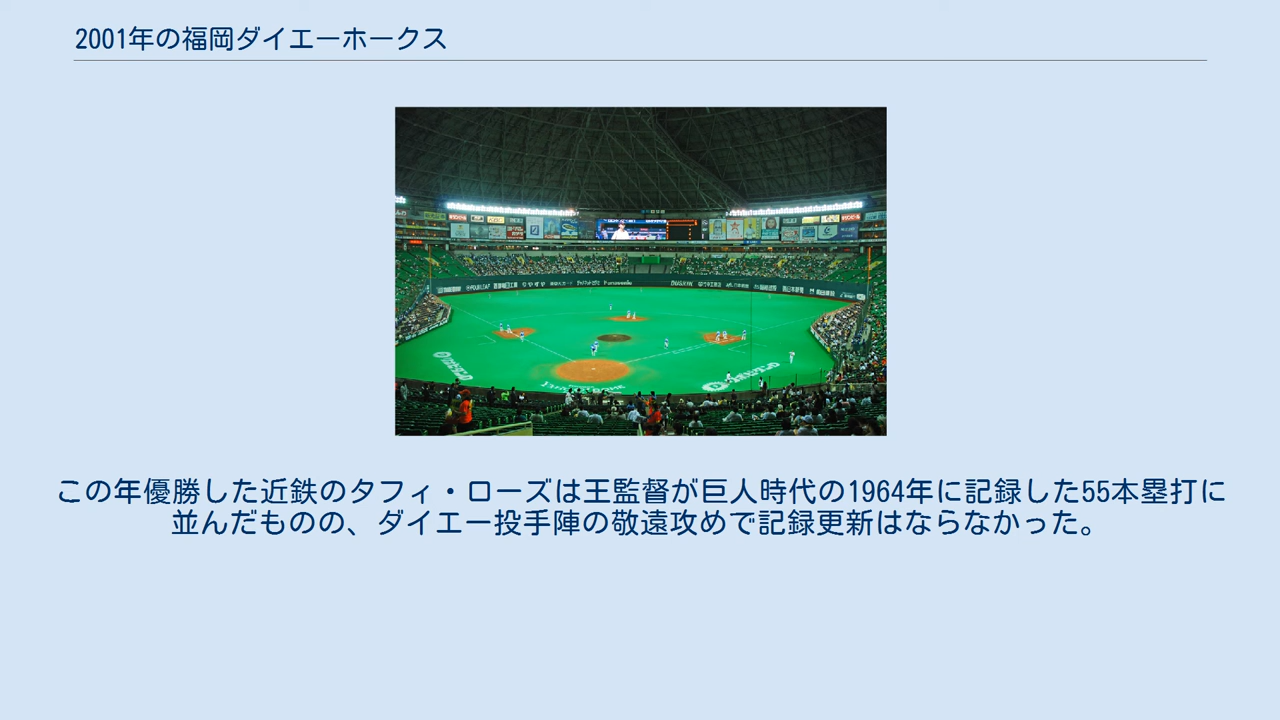 2001年の福岡ダイエーホークス
この年優勝した近鉄のタフィ・ローズは王監督が巨人時代の1964年に記録した55本塁打に
並んだものの、ダイエー投手陣の敬遠攻めで記録更新はならなかった。